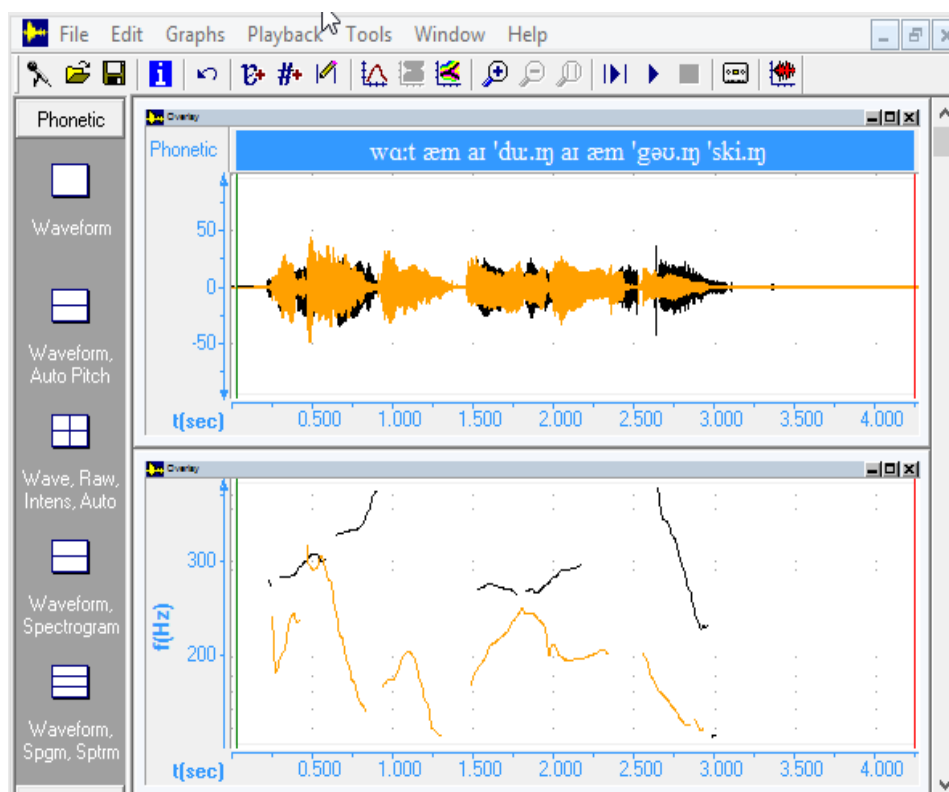 File Edit Graphs Playback Tools Window Help
Phonetic
Waveform
Waveform,
Auto Pitch
Wave, Raw,
Intens, Auto
Waveform,
Spectrogram
Waveform,
Spgm, Sptrm
Overlay
Phonetic
wɑːt æm aɪ 'duː.ɪŋ aɪ æm 'gəʊ.ɪŋ 'ski.ɪŋ
50
0
-50
t(sec) 0.500 1.000 1.500 2.000 2.500 3.000 3.500 4.000
Overlay
300
f(Hz)
200
t(sec) 0.500 1.000 1.500 2.000 2.500 3.000 3.500 4.000